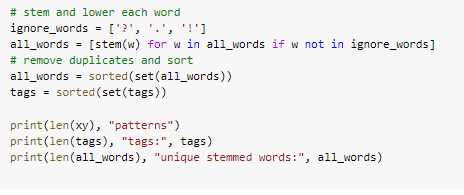 # stem and lower each word
ignore_words = ['?', '.', '!']
all_words = [stem(w) for w in all_words if w not in ignore_words]
# remove duplicates and sort
all_words = sorted(set(all_words))
tags = sorted(set(tags))

print(len(xy), "patterns")
print(len(tags), "tags:", tags)
print(len(all_words), "unique stemmed words:", all_words)